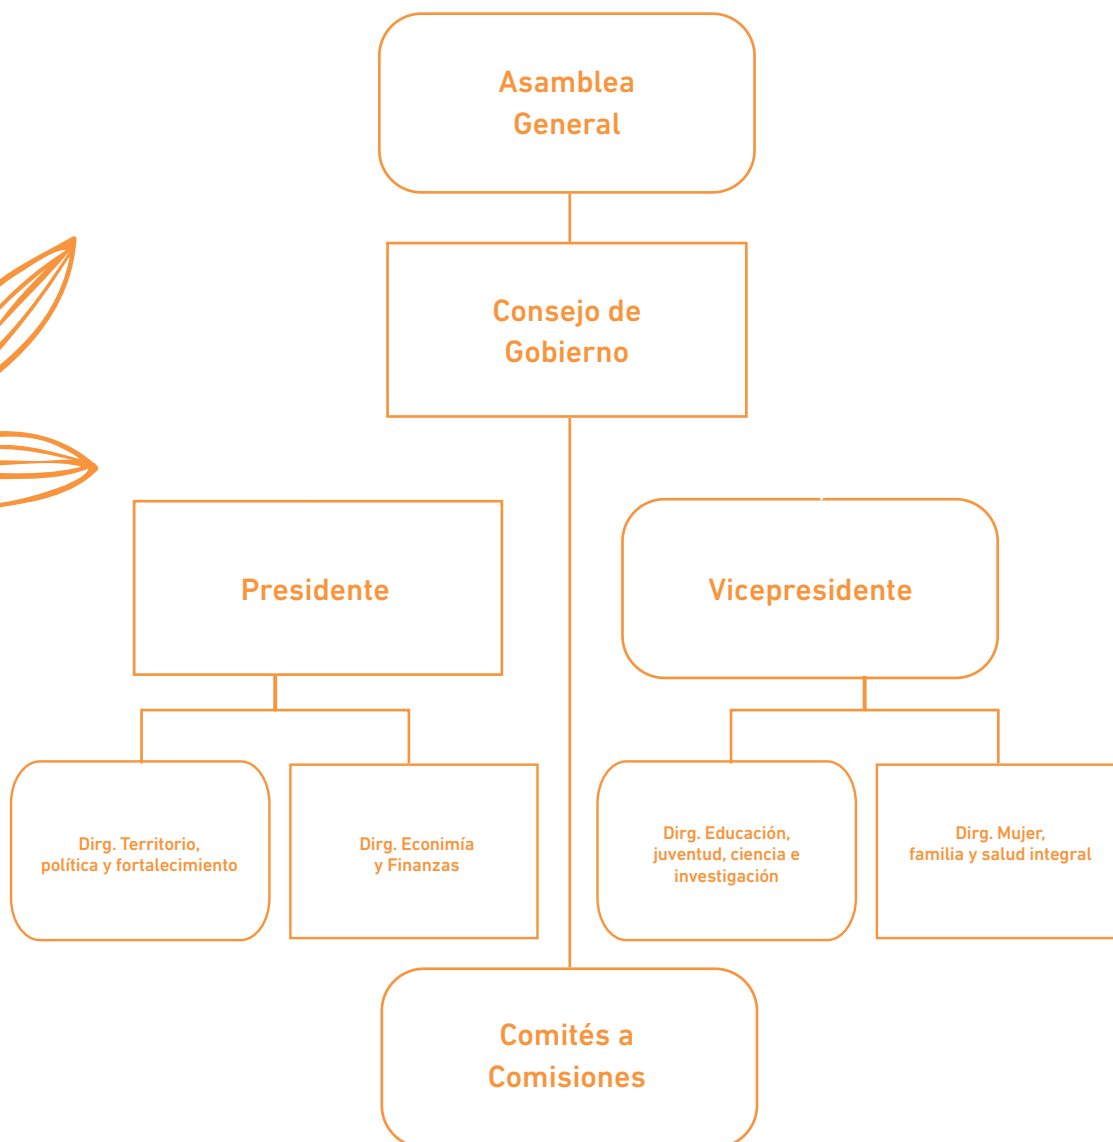 Asamblea
General
Consejo de
Gobierno
Presidente
Vicepresidente
Dirg. Territorio,
política y fortalecimiento
Dirg. Econimía
y Finanzas
Dirg. Educación,
juventud, ciencia e
investigación
Dirg. Mujer,
familia y salud integral
Comités a
Comisiones